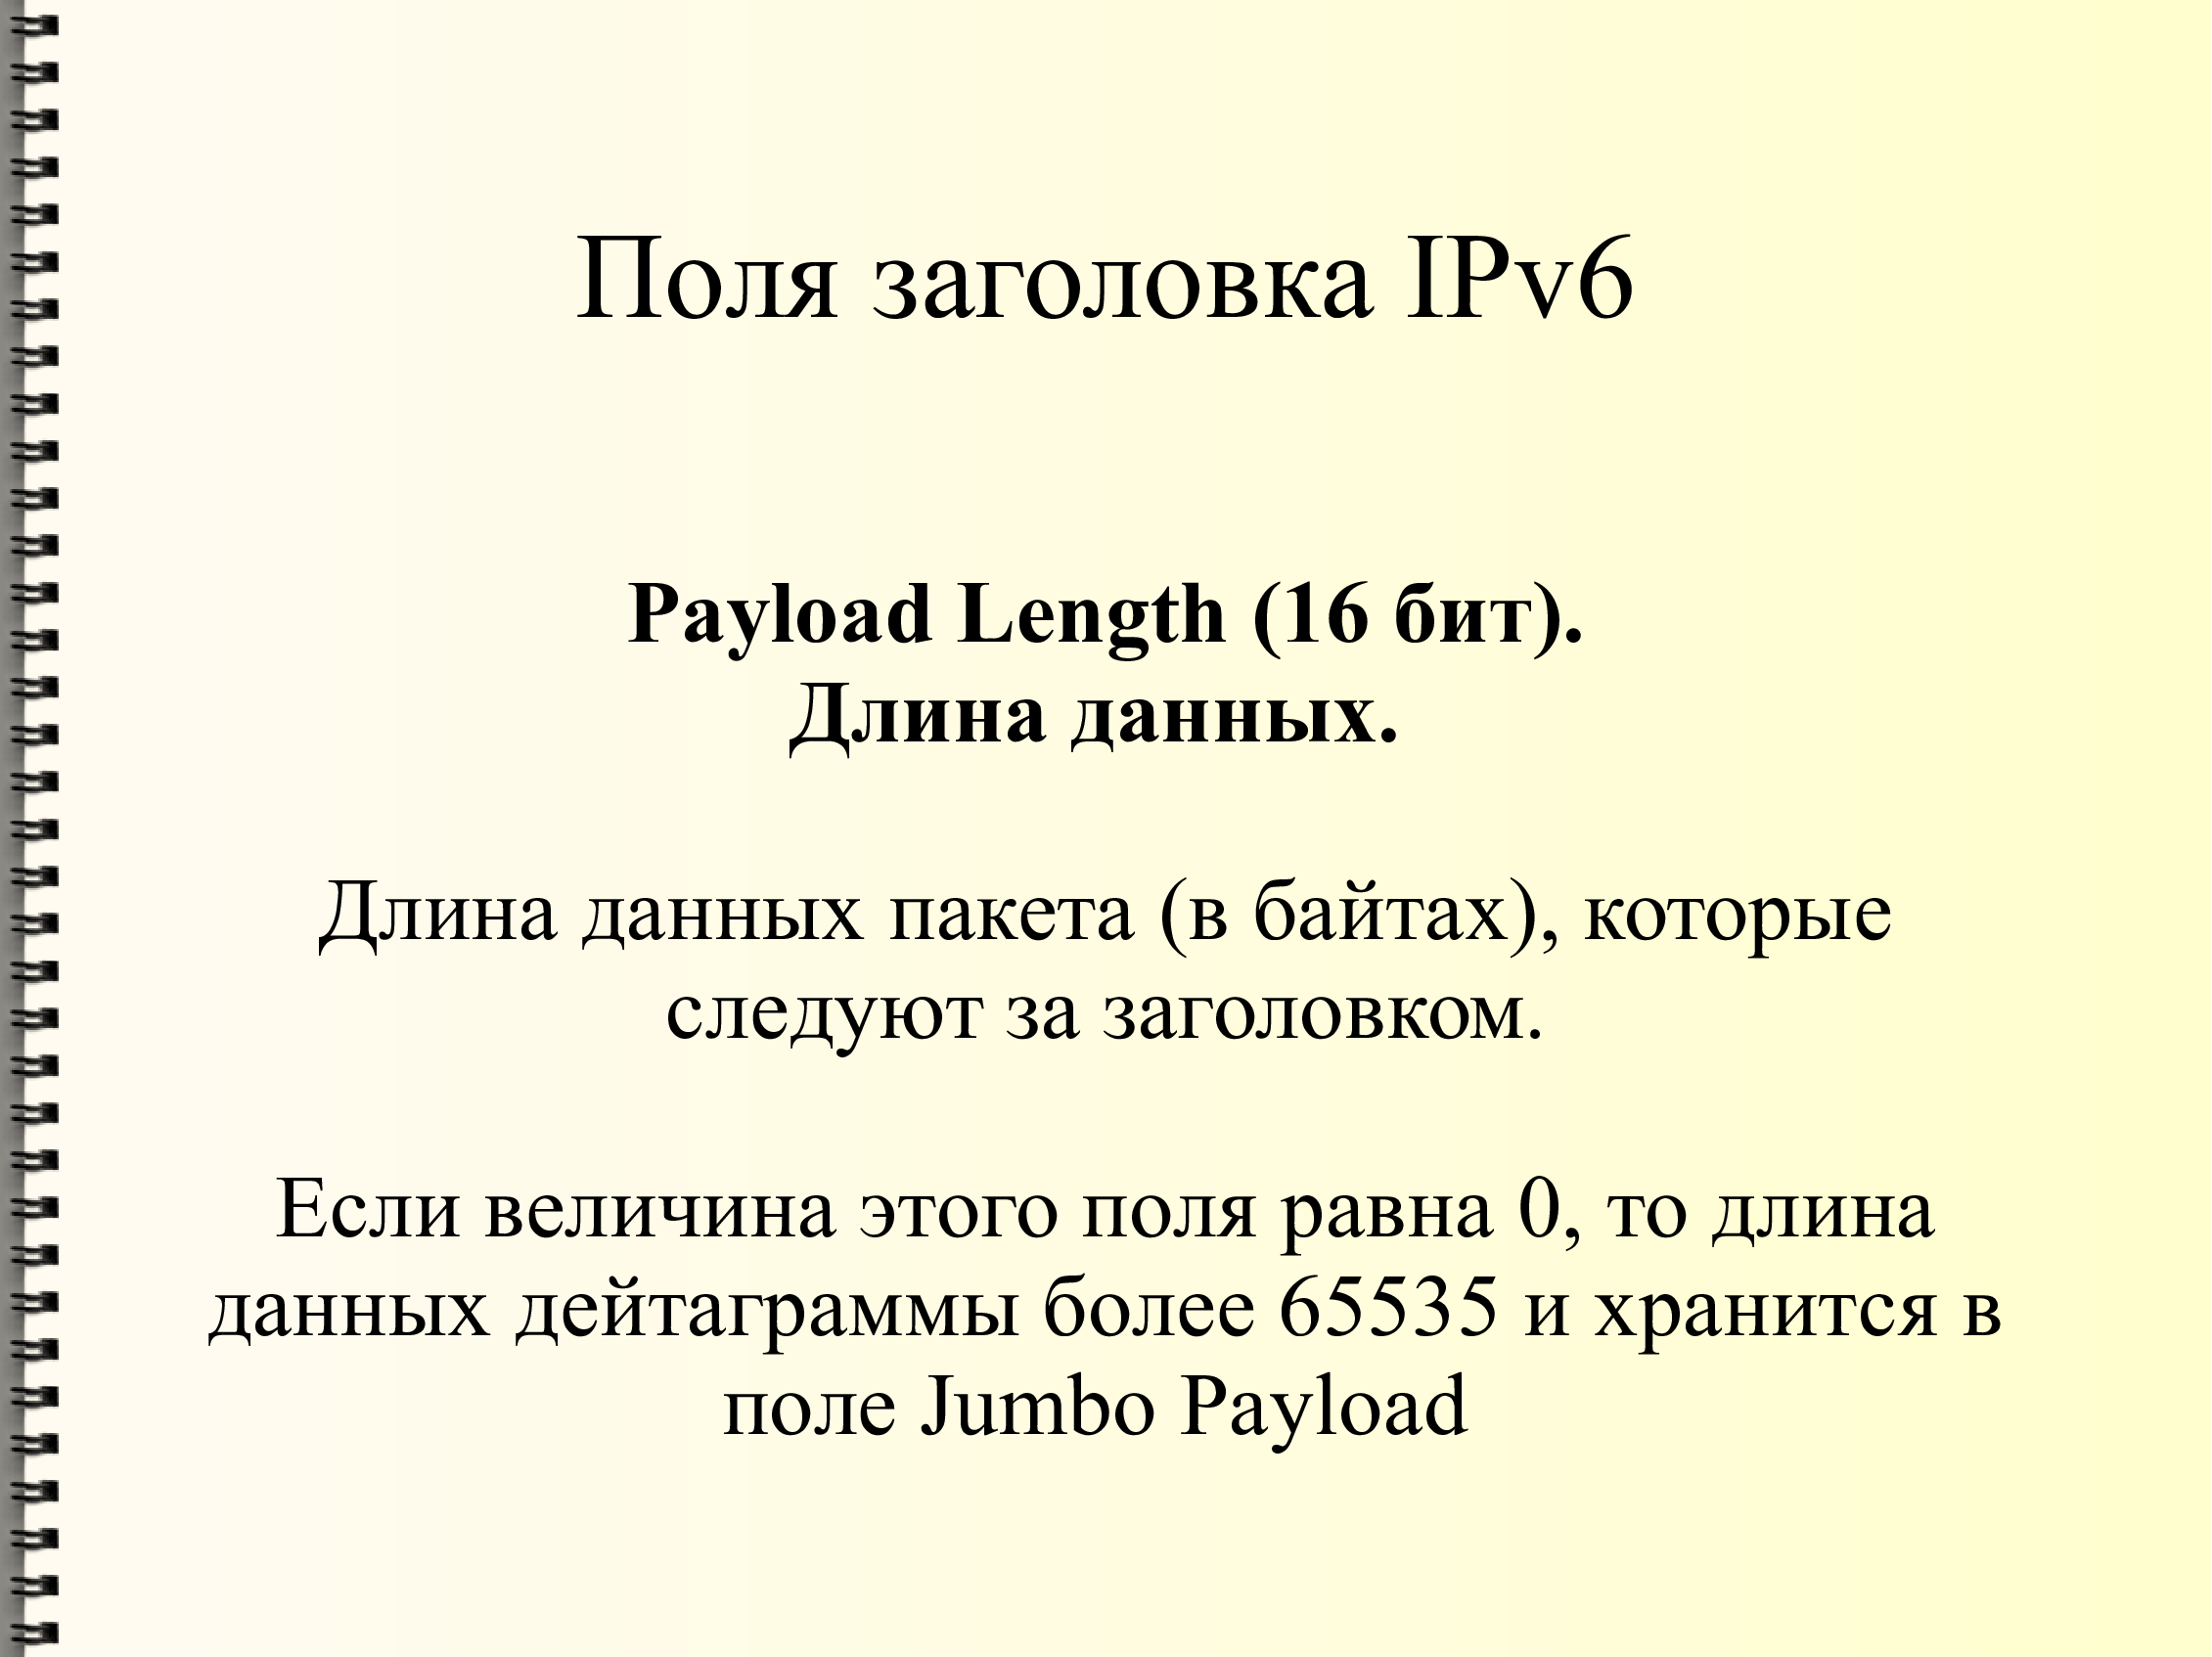 Поля заголовка IPv6
Payload Length (16 бит).
Длина данных.
Длина данных пакета (в байтах), которые
следуют за заголовком.
Если величина этого поля равна 0, то длина
данных дейтаграммы более 65535 и хранится в
поле Jumbo Payload